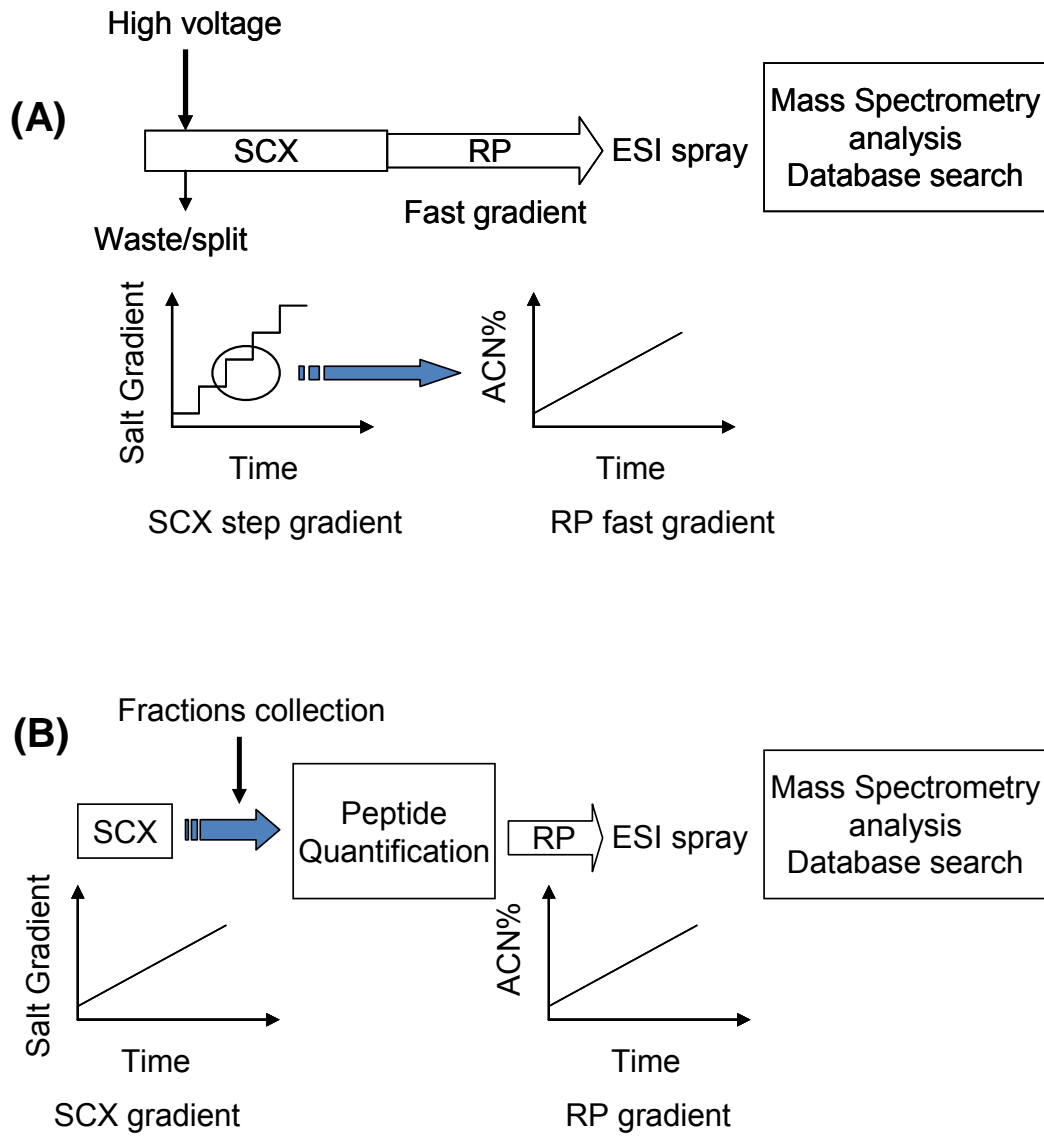 High voltage
(A)
SCX
RP
ESI spray
Mass Spectrometry
analysis
Database search
Fast gradient
Waste/split
Salt Gradient
Time
SCX step gradient
ACN%
Time
RP fast gradient
Fractions collection
(B)
SCX
Peptide
Quantification
RP
ESI spray
Mass Spectrometry
analysis
Database search
Salt Gradient
Time
SCX gradient
ACN%
Time
RP gradient